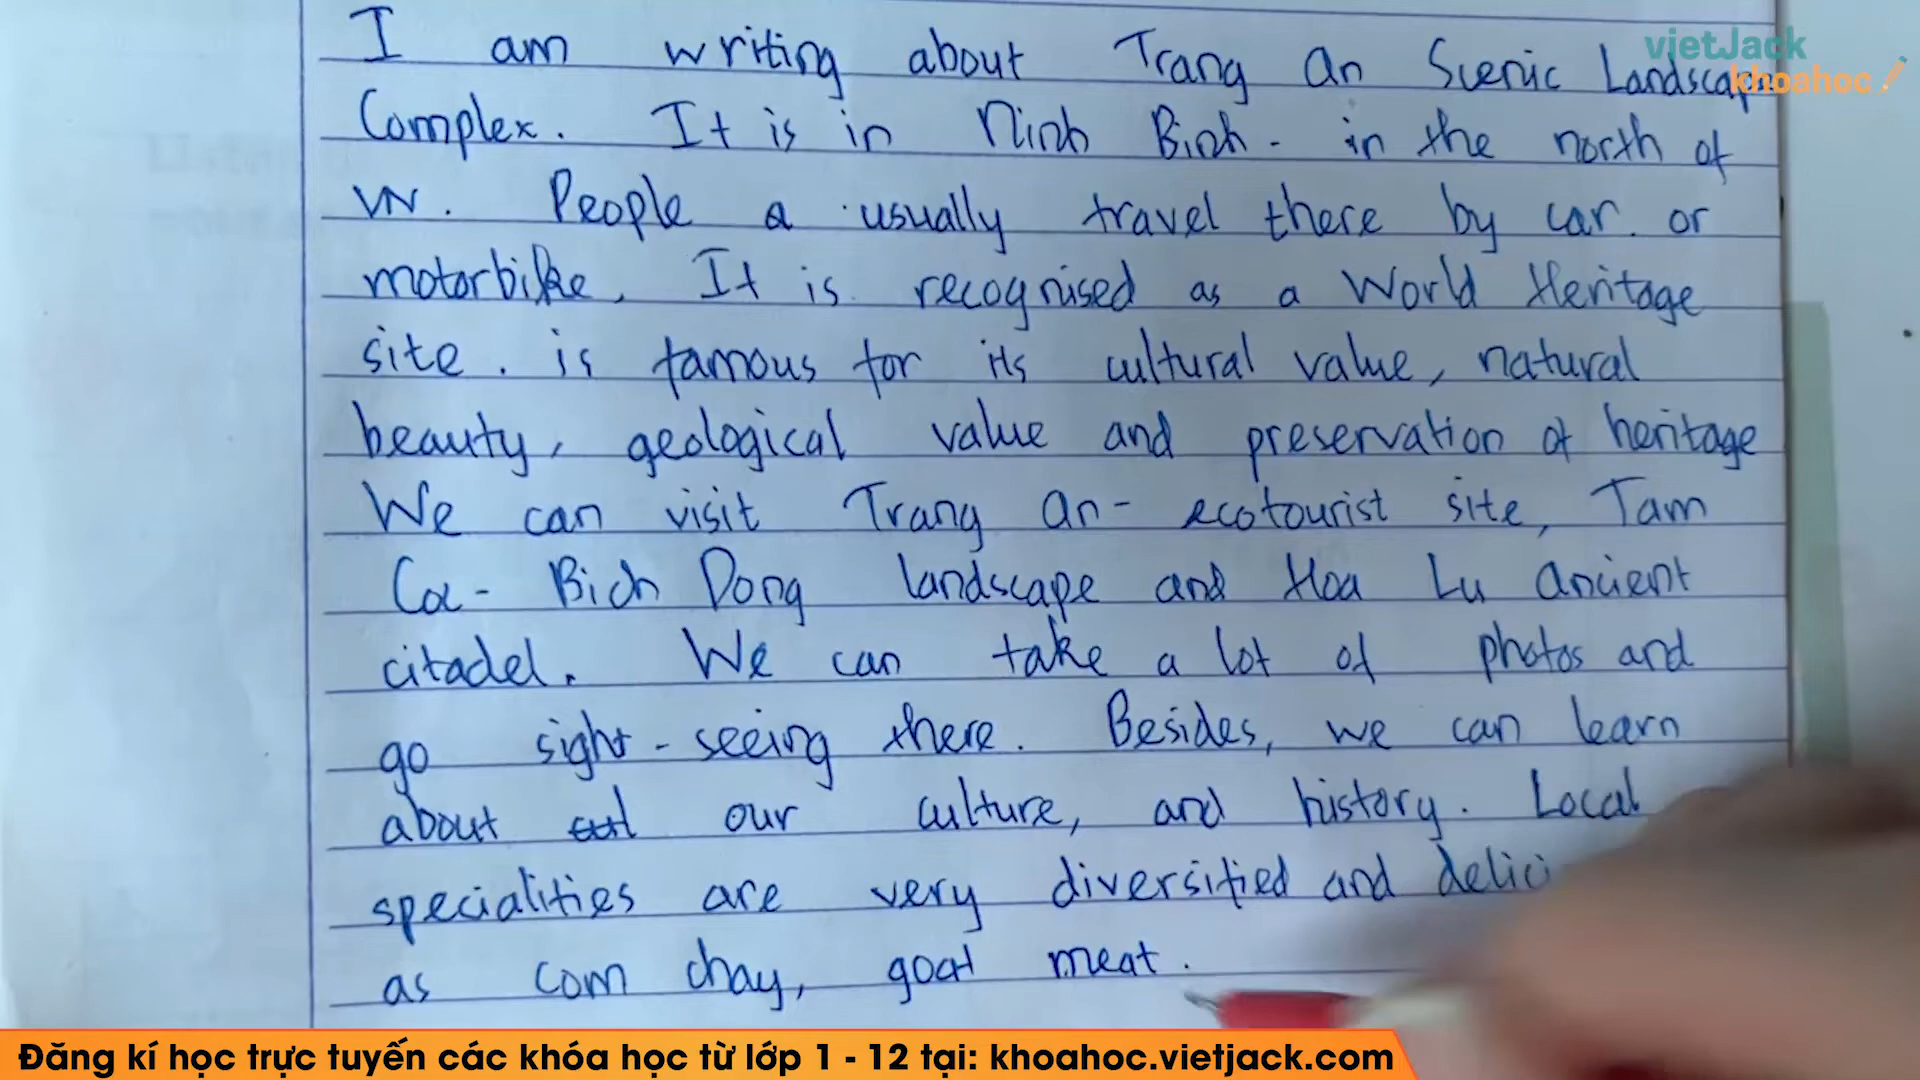 vietJack
khoahoc
I am writing about Trang An Scenic Landscape
Complex. It is in Ninh Binh - in the north of
VN. People a usually travel there by car or
motorbike. It is recognised as a World Heritage
site. is famous for its cultural value, natural
beauty, geological value and preservation of heritage
We can visit Trang An - ecotourist site, Tam
Coc - Bich Dong landscape and Hoa Lu Ancient
citadel. We can take a lot of photos and
go sight-seeing there. Besides, we can learn
about our culture, and history. Local
specialities are very diversified and
as com chay, goat meat.
Đăng kí học trực tuyến các khóa học từ lớp 1 - 12 tại: khoahoc.vietjack.com